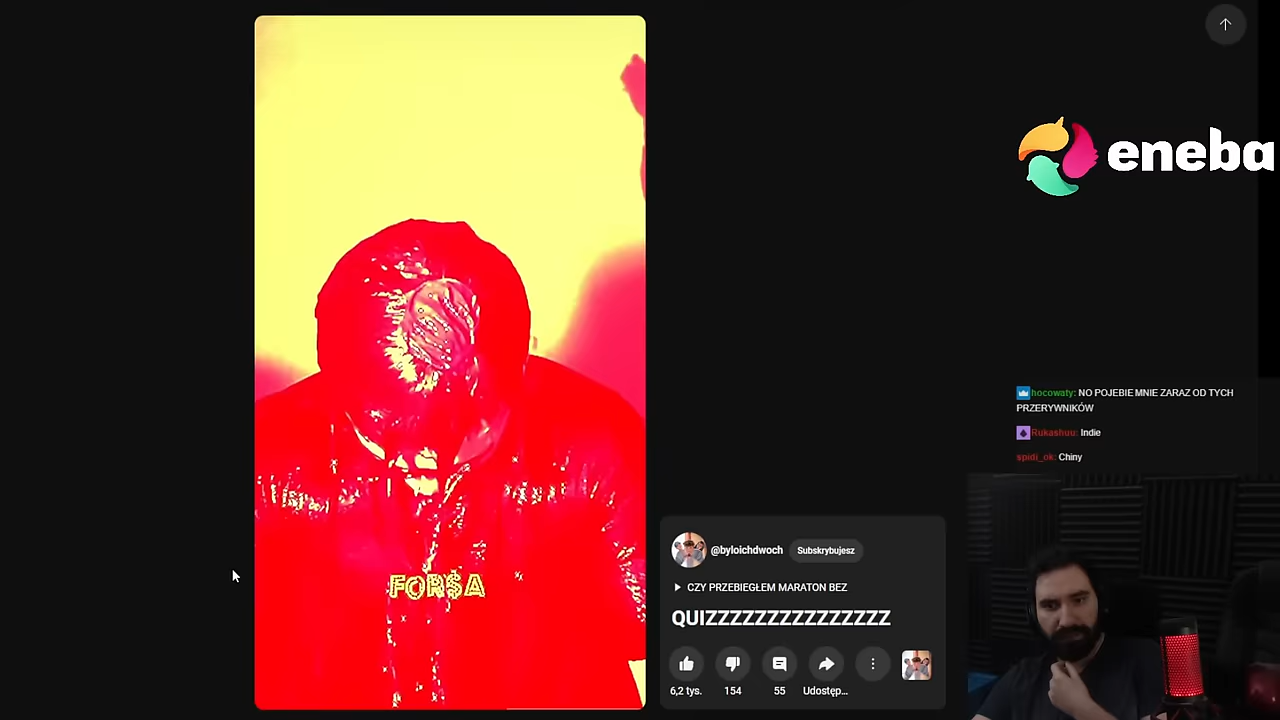 eneba
hocowaty: NO POJEBIE MNIE ZARAZ OD TYCH
PRZERYWNIKÓW
Rukashuu: Indie
spidi_ok: Chiny
FOR$A
@byloichdwoch
Subskrybujesz
CZY PRZEBIEGŁEM MARATON BEZ
QUIZZZZZZZZZZZZZZZ
6,2 tys.
154
55
Udostęp...